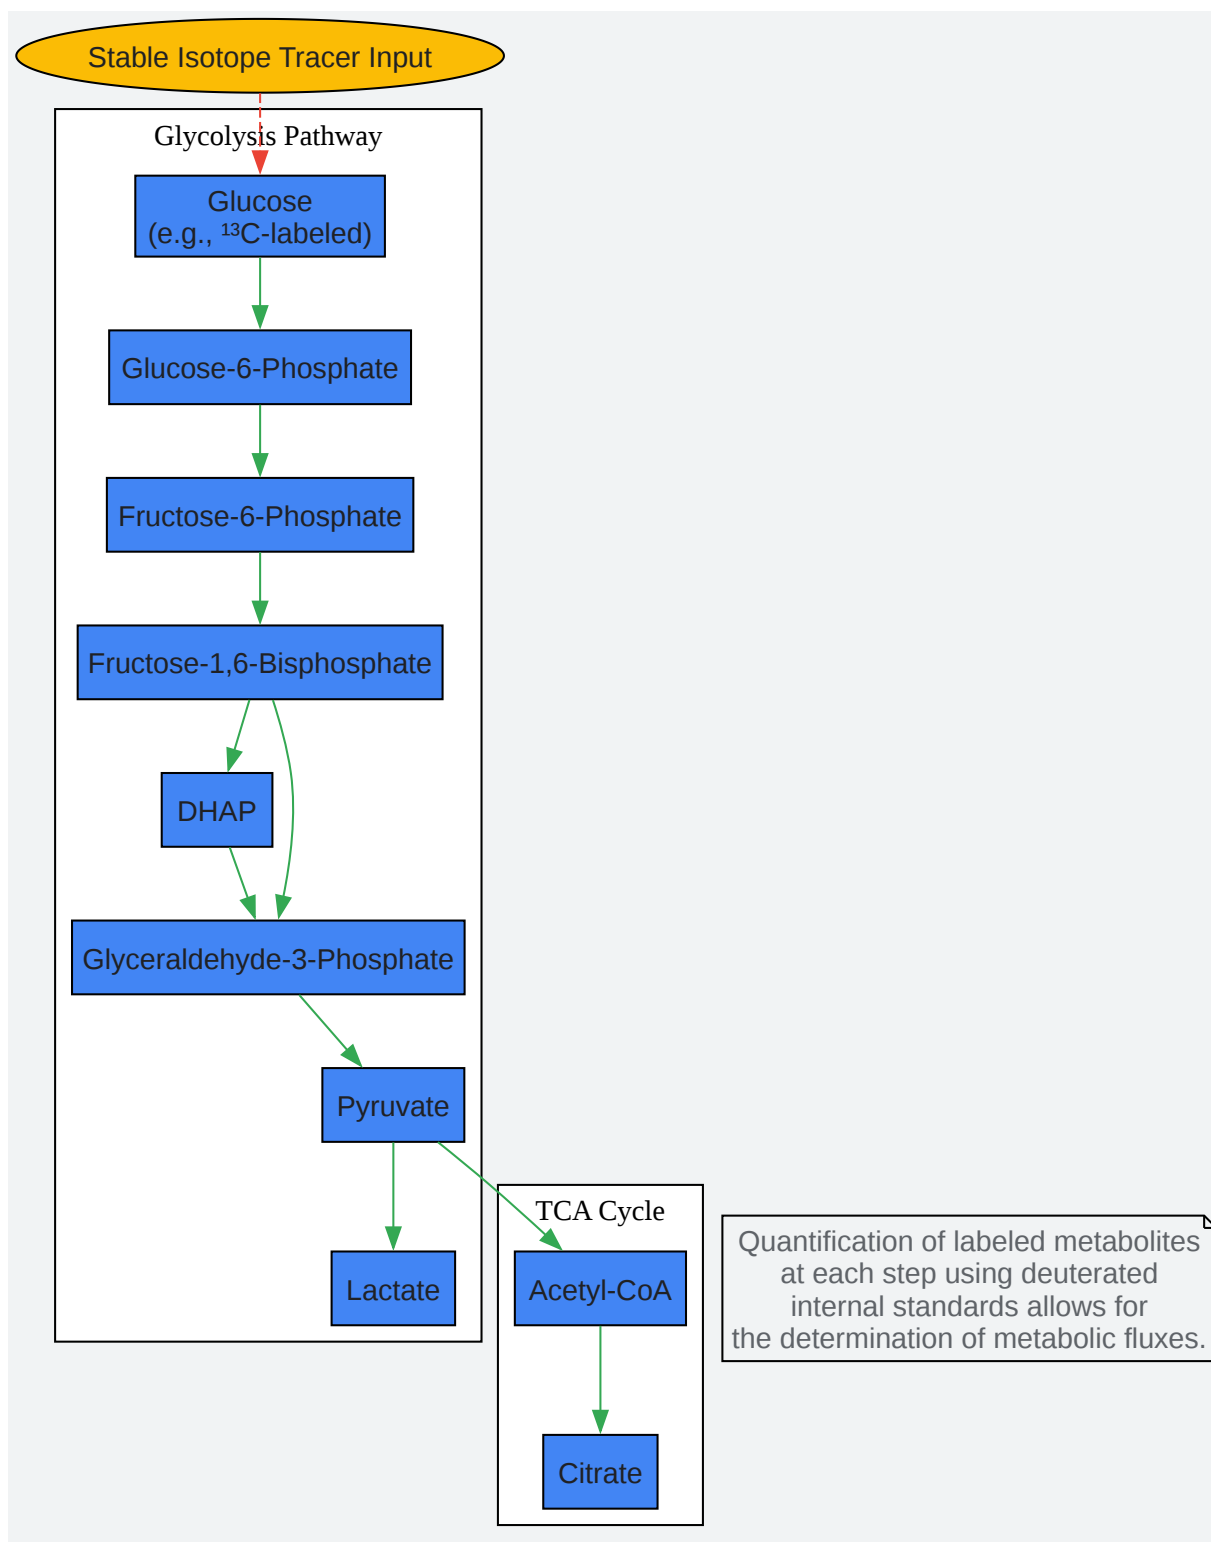 Stable Isotope Tracer Input
Glycolysis Pathway
Glucose
(e.g., ¹³C-labeled)
Glucose-6-Phosphate
Fructose-6-Phosphate
Fructose-1,6-Bisphosphate
DHAP
Glyceraldehyde-3-Phosphate
Pyruvate
Lactate
TCA Cycle
Acetyl-CoA
Citrate
Quantification of labeled metabolites
at each step using deuterated
internal standards allows for
the determination of metabolic fluxes.